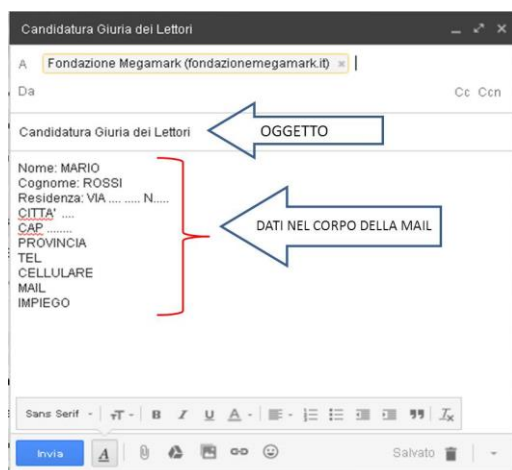 Candidatura Giuria dei Lettori
A Fondazione Megamark (fondazionemegamark.it) ×
Da Cc Ccn
Candidatura Giuria dei Lettori OGGETTO
Nome: MARIO
Cognome: ROSSI
Residenza: VIA .... ..... N.....
CITTA' ....
CAP ........
DATI NEL CORPO DELLA MAIL
PROVINCIA
TEL
CELLULARE
MAIL
IMPIEGO
Sans Serif T B I U A Tx
Invia A Salvato